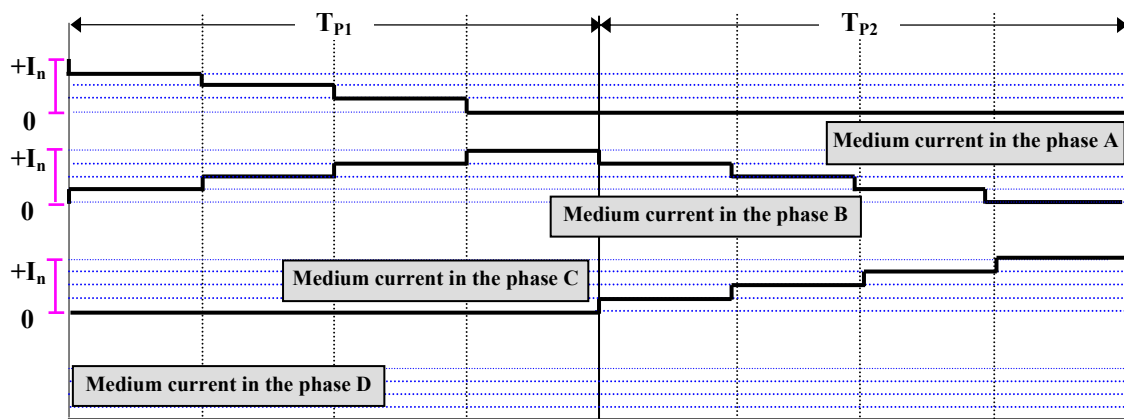 T_P1
T_P2
+I_n
0
Medium current in the phase A
+I_n
0
Medium current in the phase B
+I_n
Medium current in the phase C
0
Medium current in the phase D